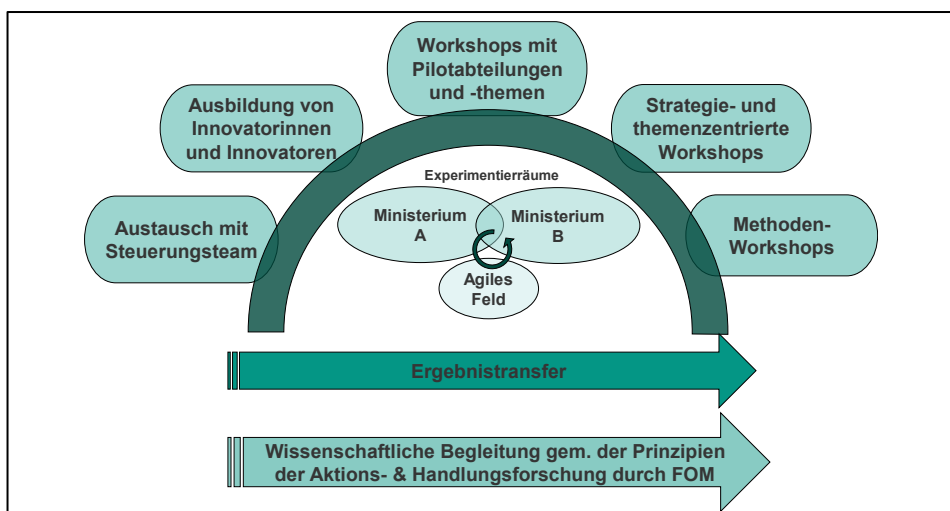 Workshops mit
Pilotabteilungen
und -themen
Ausbildung von
Innovatorinnen
und Innovatoren
Strategie- und
themenzentrierte
Workshops
Austausch mit
Steuerungsteam
Methoden-
Workshops
Experimentierräume
Ministerium
A
Ministerium
B
Agiles
Feld
Ergebnistransfer
Wissenschaftliche Begleitung gem. der Prinzipien
der Aktions- & Handlungsforschung durch FOM